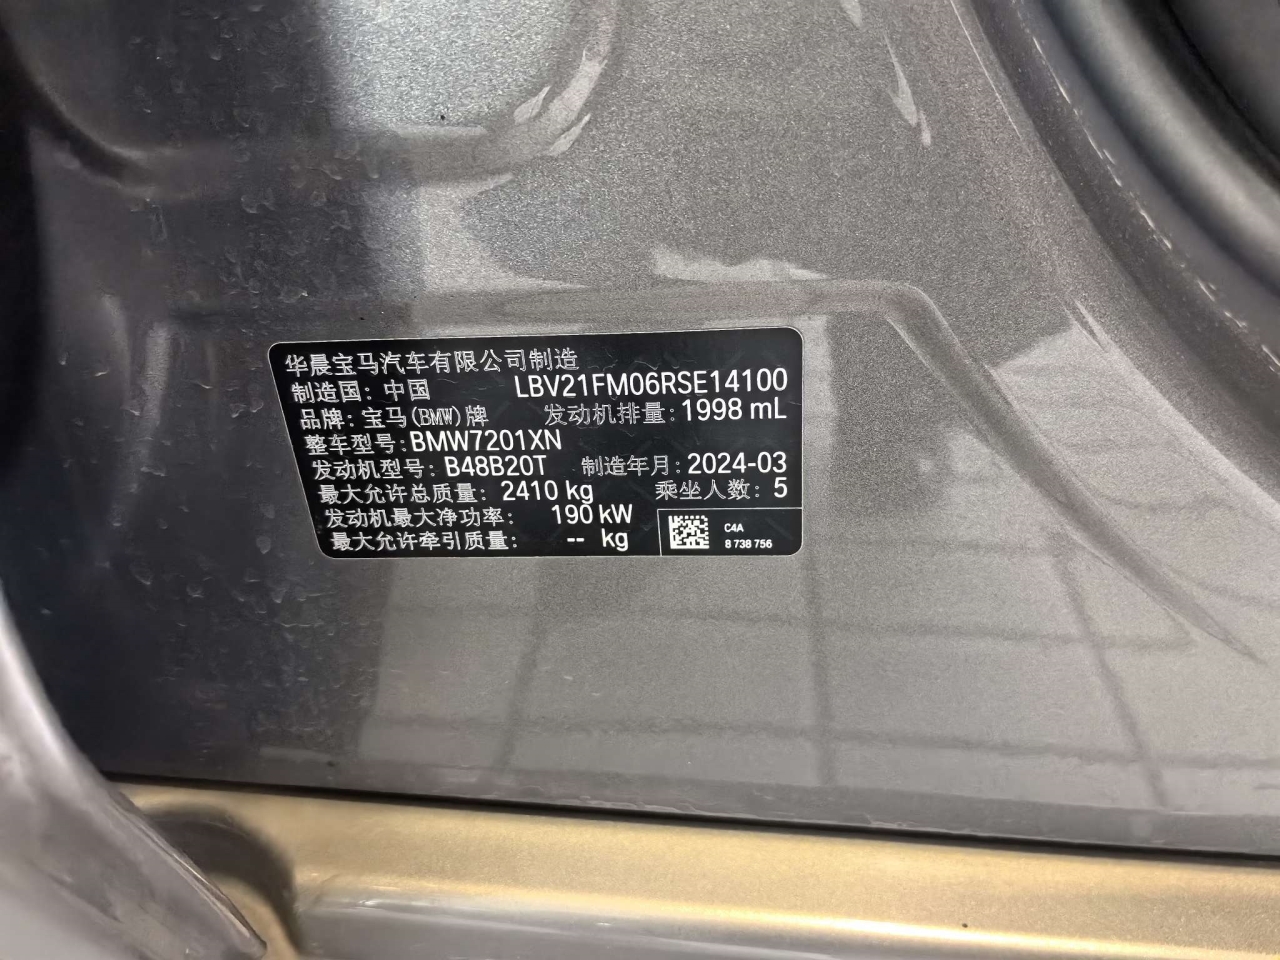 华晨宝马汽车有限公司制造
制造国：中国 LBV21FM06RSE14100
品牌：宝马(BMW)牌 发动机排量：1998 mL
整车型号：BMW7201XN
发动机型号：B48B20T 制造年月：2024-03
最大允许总质量：2410 kg 乘坐人数：5
发动机最大净功率：190 kW
最大允许牵引质量：-- kg
C4A
8 738 756